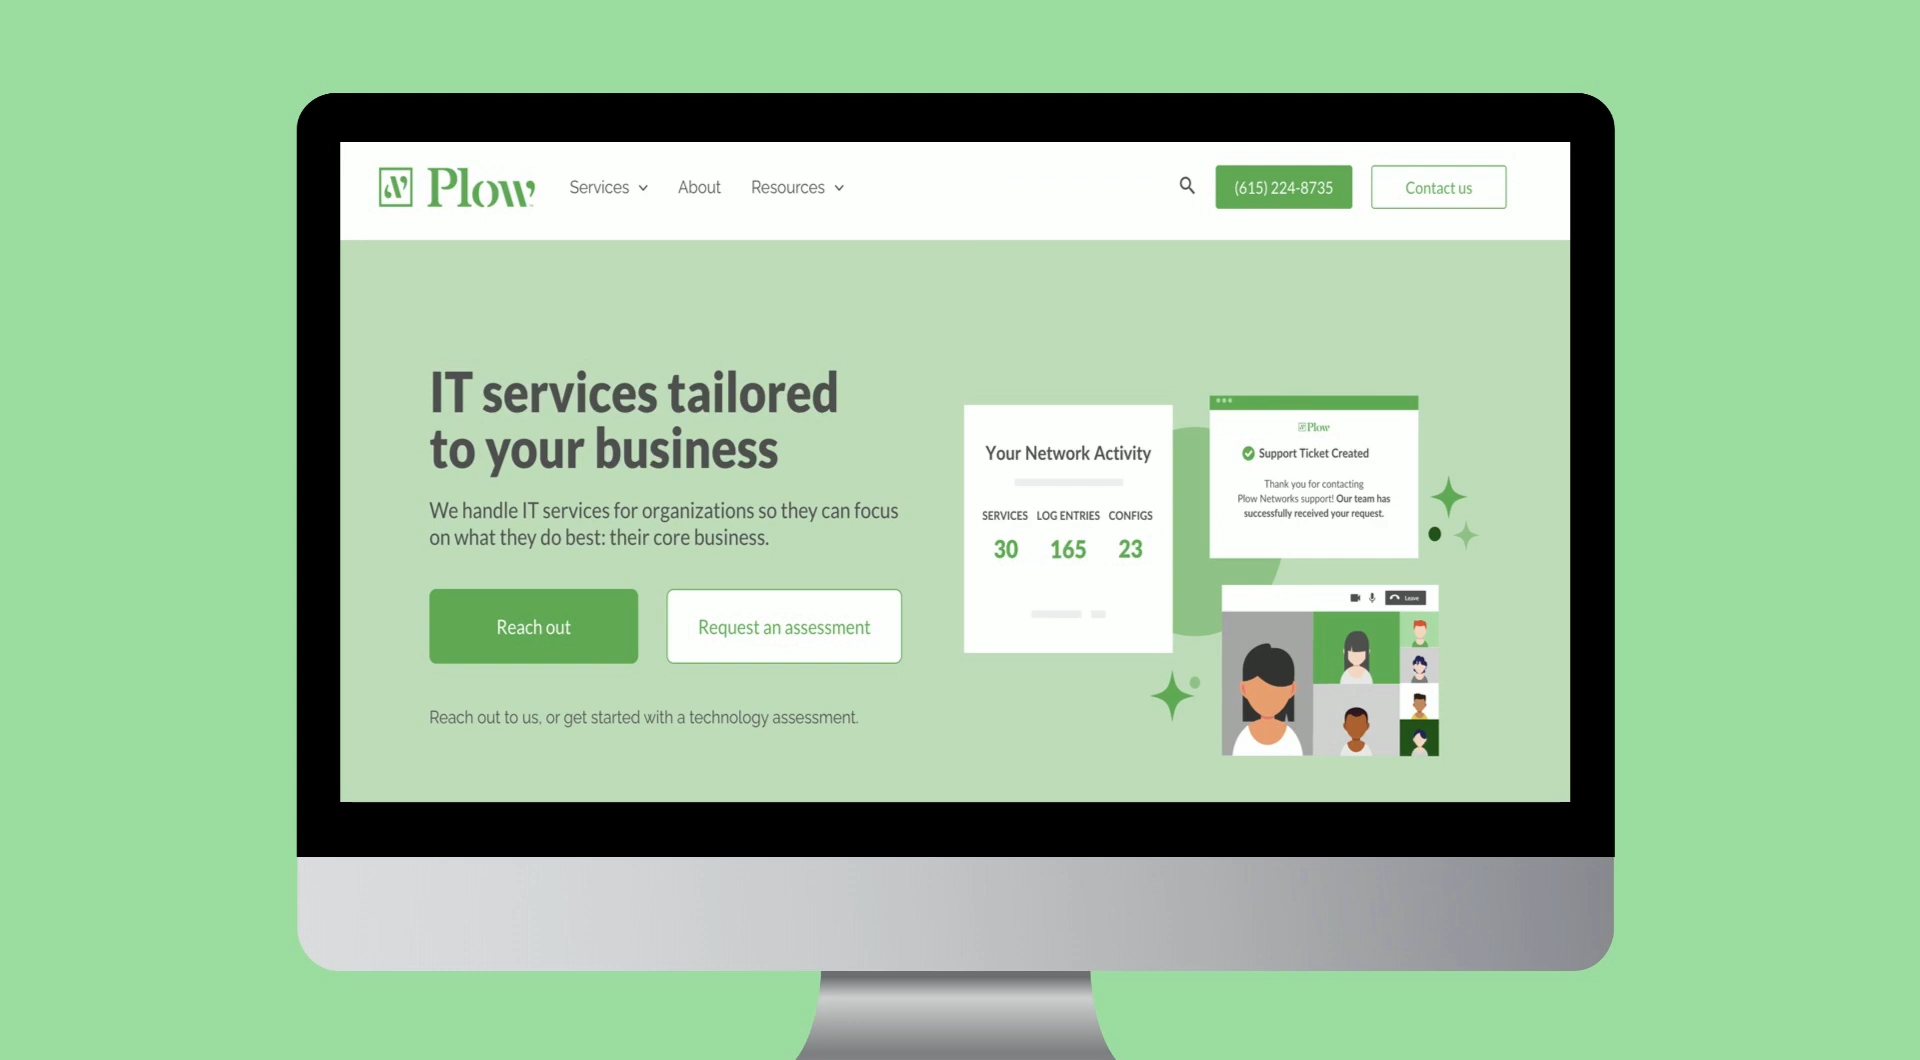 Plow
Services
About
Resources
(615) 224-8735
Contact us
IT services tailored
to your business
We handle IT services for organizations so they can focus
on what they do best: their core business.
Reach out
Request an assessment
Reach out to us, or get started with a technology assessment.
Your Network Activity
SERVICES LOG ENTRIES CONFIGS
30 165 23
Plow
Support Ticket Created
Thank you for contacting
Plow Networks support! Our team has
successfully received your request.
Leave